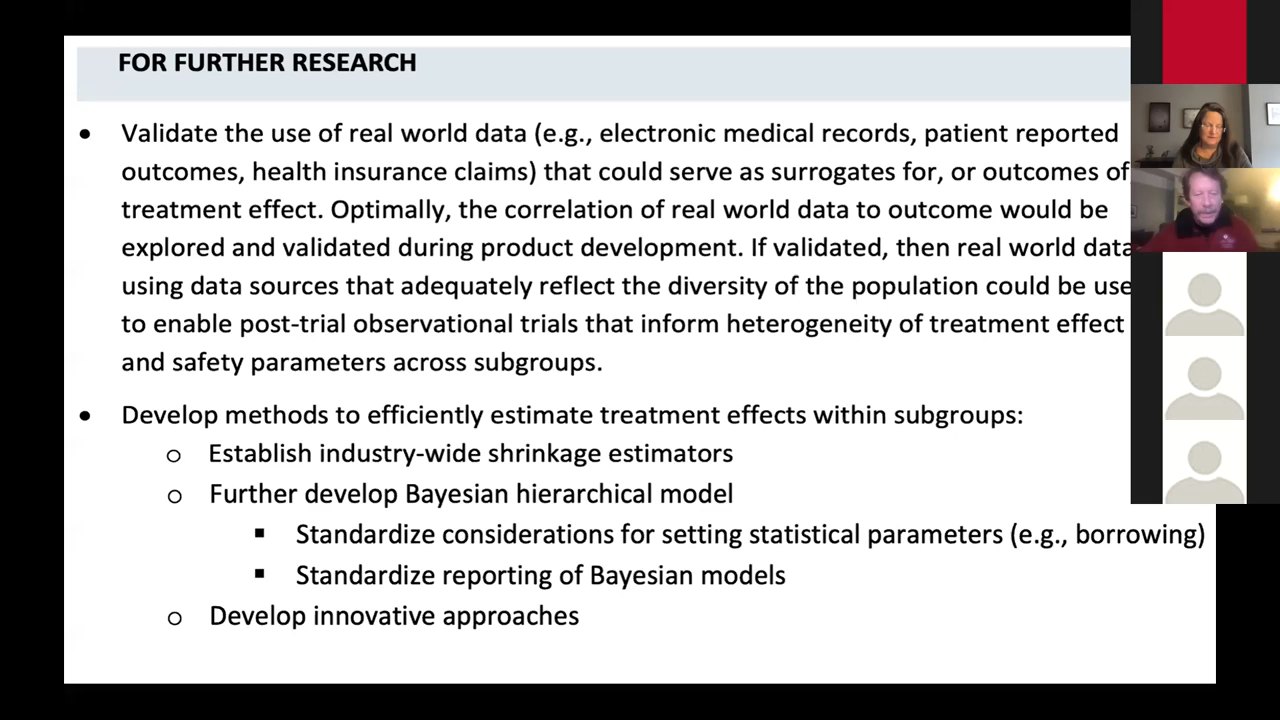 FOR FURTHER RESEARCH
• Validate the use of real world data (e.g., electronic medical records, patient reported
outcomes, health insurance claims) that could serve as surrogates for, or outcomes of
treatment effect. Optimally, the correlation of real world data to outcome would be
explored and validated during product development. If validated, then real world data
using data sources that adequately reflect the diversity of the population could be use
to enable post-trial observational trials that inform heterogeneity of treatment effect
and safety parameters across subgroups.
• Develop methods to efficiently estimate treatment effects within subgroups:
o Establish industry-wide shrinkage estimators
o Further develop Bayesian hierarchical model
▪ Standardize considerations for setting statistical parameters (e.g., borrowing)
▪ Standardize reporting of Bayesian models
o Develop innovative approaches